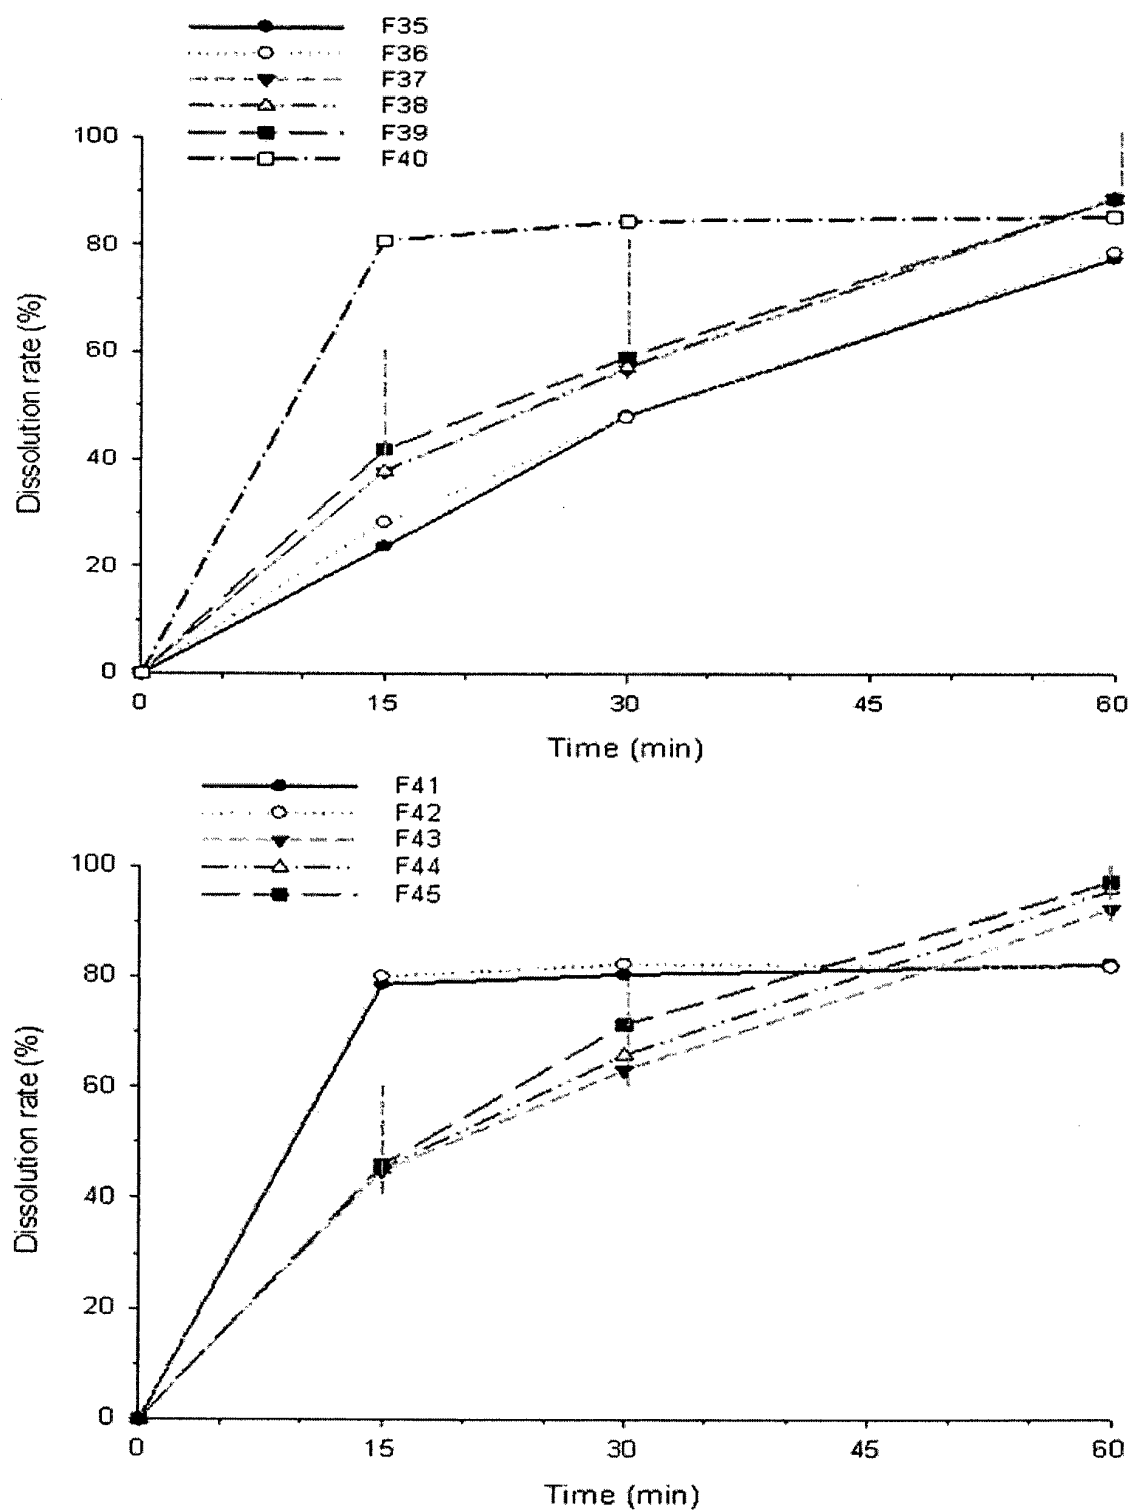 F35
F36
F37
F38
F39
F40
100
80
60
40
20
0
Dissolution rate (%)
0 15 30 45 60
Time (min)
F41
F42
F43
F44
F45
100
80
60
40
20
0
Dissolution rate (%)
0 15 30 45 60
Time (min)